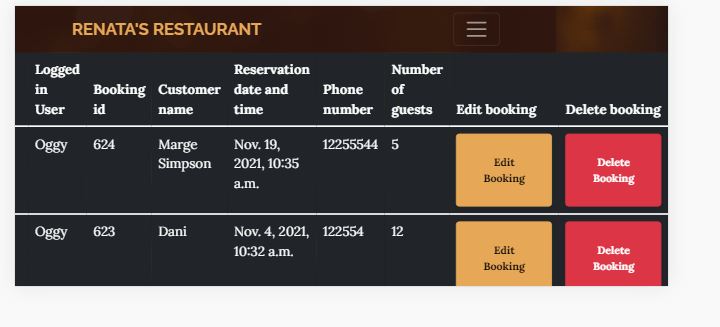 RENATA'S RESTAURANT
Logged in User Booking id Customer name Reservation date and time Phone number Number of guests Edit booking Delete booking
Oggy 624 Marge Simpson Nov. 19, 2021, 10:35 a.m. 12255544 5 Edit Booking Delete Booking
Oggy 623 Dani Nov. 4, 2021, 10:32 a.m. 122554 12 Edit Booking Delete Booking